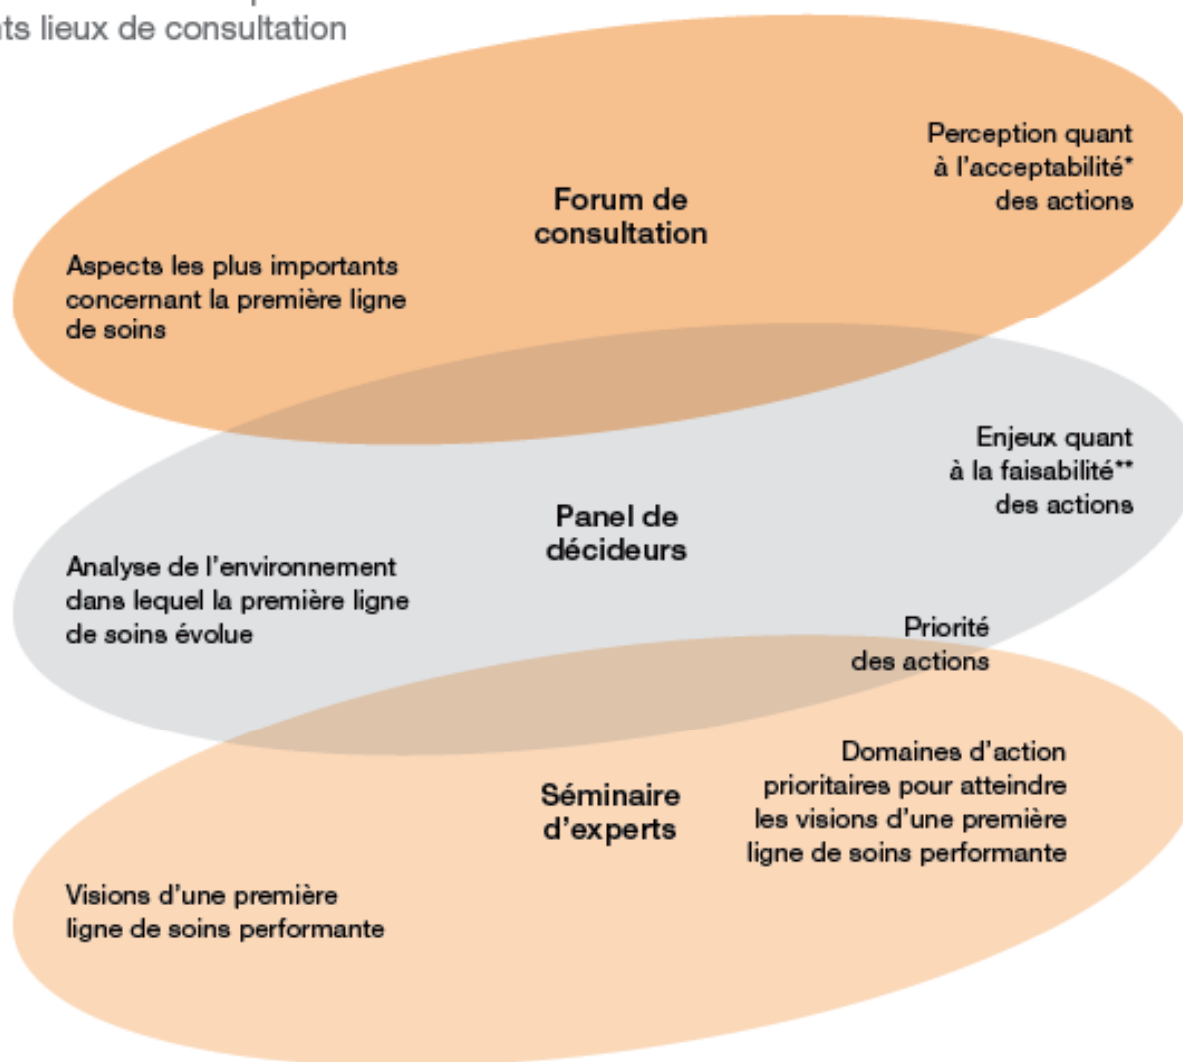 nts lieux de consultation
Perception quant
à l'acceptabilité*
des actions
Forum de
consultation
Aspects les plus importants
concernant la première ligne
de soins
Enjeux quant
à la faisabilité**
des actions
Panel de
décideurs
Analyse de l'environnement
dans lequel la première ligne
de soins évolue
Priorité
des actions
Domaines d'action
prioritaires pour atteindre
les visions d'une première
ligne de soins performante
Séminaire
d'experts
Visions d'une première
ligne de soins performante